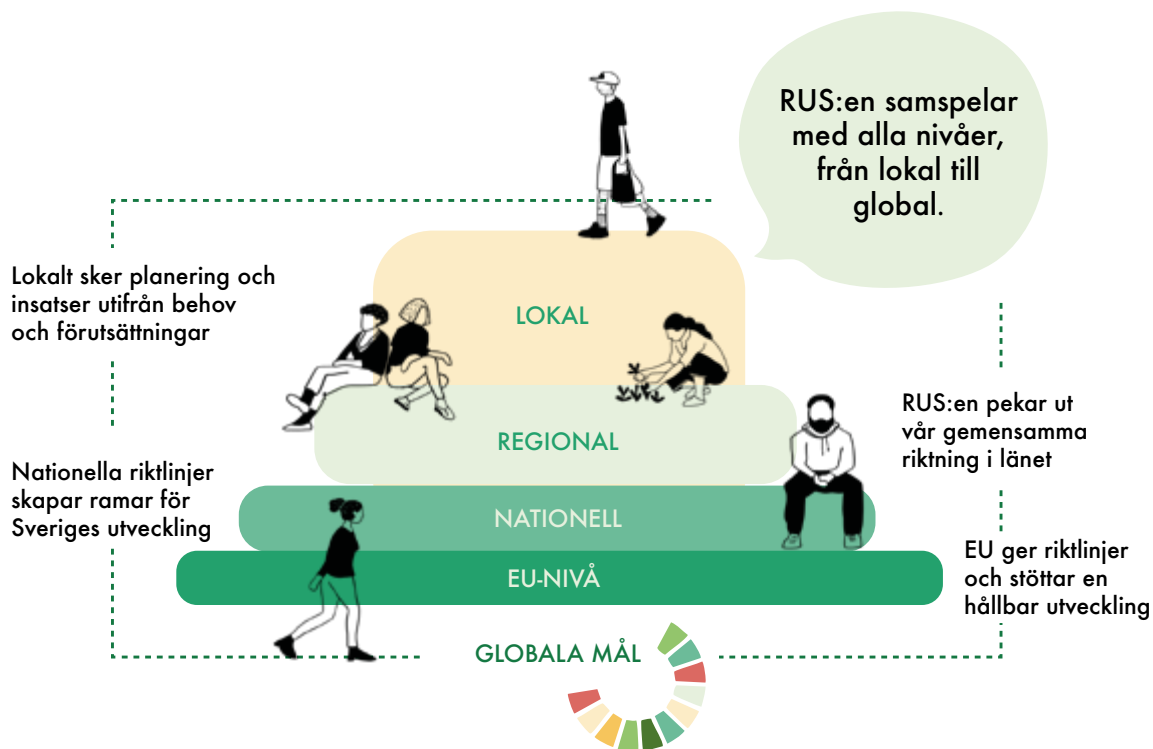 RUS:en samspelar
med alla nivåer,
från lokal till
global.
Lokalt sker planering och
insatser utifrån behov
och förutsättningar
LOKAL
RUS:en pekar ut
vår gemensamma
riktning i länet
REGIONAL
Nationella riktlinjer
skapar ramar för
Sveriges utveckling
NATIONELL
EU ger riktlinjer
och stöttar en
hållbar utveckling
EU-NIVÅ
GLOBALA MÅL